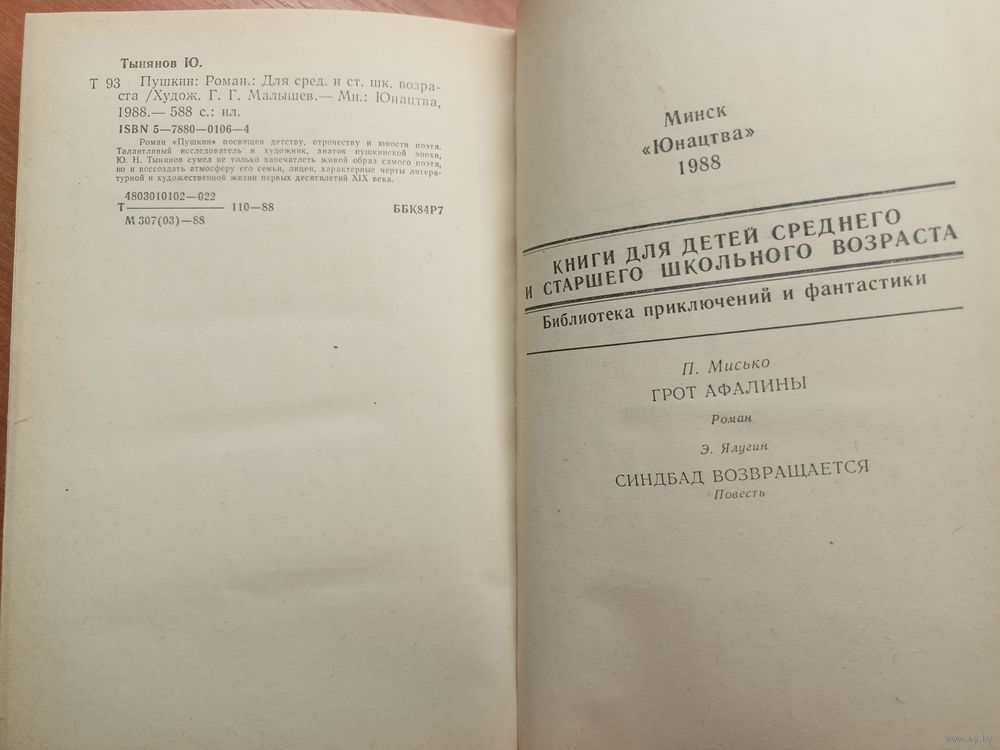 Тынянов Ю.
Т 93 Пушкин: Роман.: Для сред. и ст. шк. возра-
ста /Худож. Г. Г. Малышев.— Мн.: Юнацтва,
1988.— 588 с.: ил.
ISBN 5—7880—0106—4
Роман «Пушкин» посвящен детству, отрочеству и юности поэта.
Талантливый исследователь и художник, знаток пушкинской эпохи,
Ю. Н. Тынянов сумел не только запечатлеть живой образ самого поэта,
но и воссоздать атмосферу его семьи, лицея, характерные черты литера-
турной и художественной жизни первых десятилетий XIX века.
4803010102—022
Т 110—88
М 307(03)—88
ББК84Р7
Минск
«Юнацтва»
1988
КНИГИ ДЛЯ ДЕТЕЙ СРЕДНЕГО
И СТАРШЕГО ШКОЛЬНОГО ВОЗРАСТА
Библиотека приключений и фантастики
П. Мисько
ГРОТ АФАЛИНЫ
Роман
Э. Ялугин
СИНДБАД ВОЗВРАЩАЕТСЯ
Повесть
www.ay.by